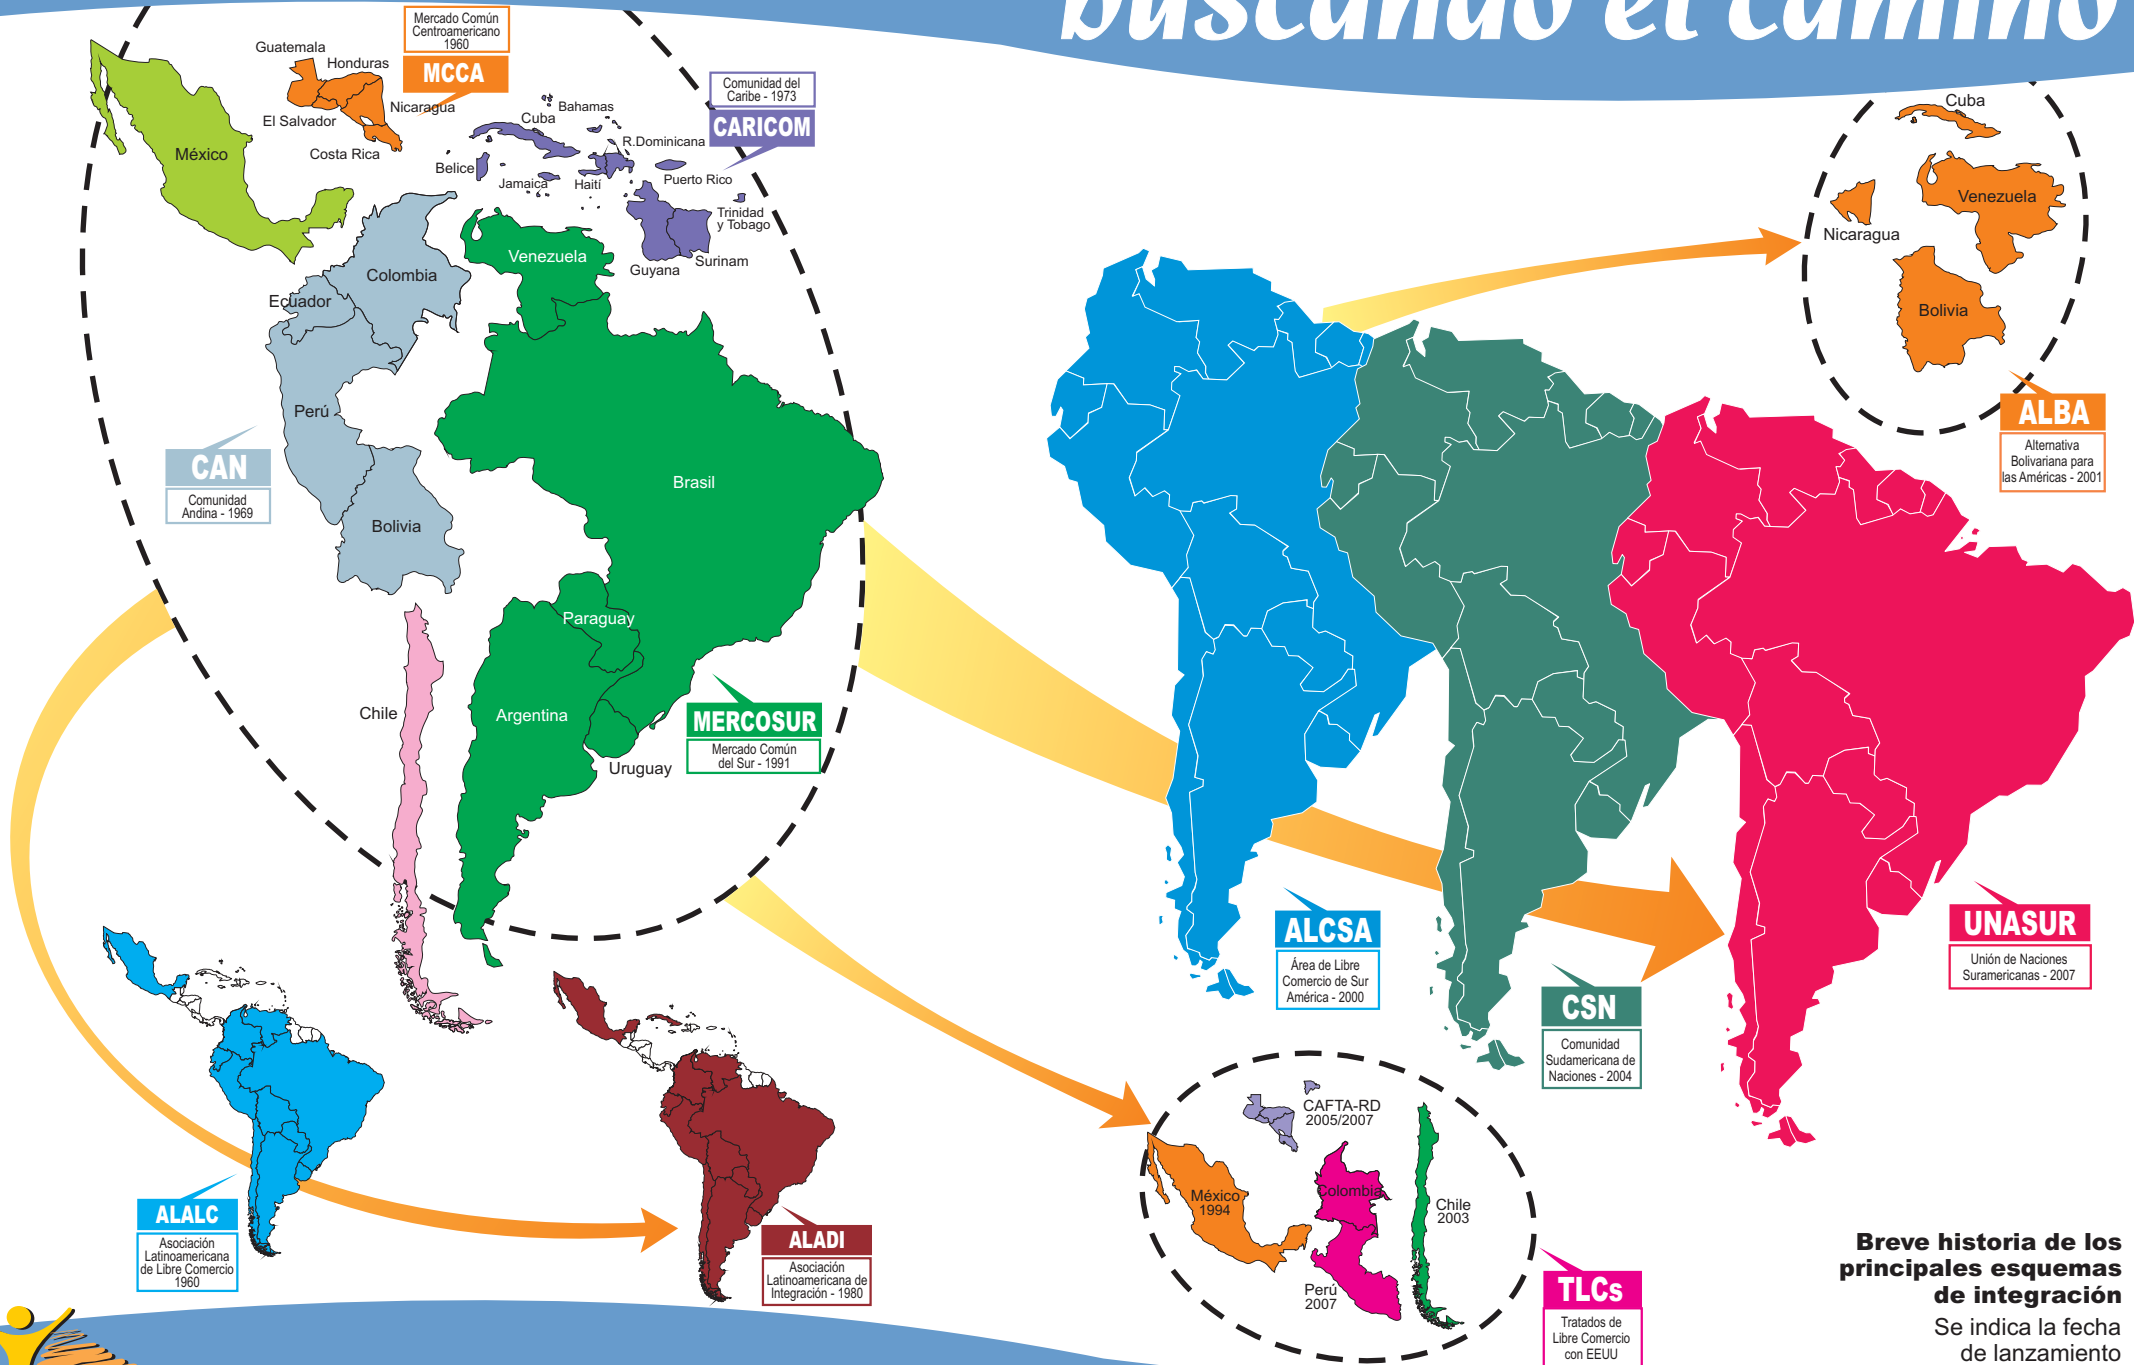 buscando el camino
Mercado Común
Centroamericano
1960
MCCA
Guatemala
Honduras
Nicaragua
El Salvador
Costa Rica
México
Comunidad del
Caribe - 1973
CARICOM
Bahamas
Cuba
R.Dominicana
Belice
Jamaica
Haití
Puerto Rico
Trinidad
y Tobago
Guyana
Surinam
Venezuela
Colombia
Ecuador
Perú
CAN
Comunidad
Andina - 1969
Bolivia
Brasil
Paraguay
Chile
Argentina
Uruguay
MERCOSUR
Mercado Común
del Sur - 1991
Cuba
Venezuela
Nicaragua
Bolivia
ALBA
Alternativa
Bolivariana para
las Américas - 2001
ALCSA
Área de Libre
Comercio de Sur
América - 2000
CSN
Comunidad
Sudamericana de
Naciones - 2004
UNASUR
Unión de Naciones
Suramericanas - 2007
ALALC
Asociación
Latinoamericana
de Libre Comercio
1960
ALADI
Asociación
Latinoamericana de
Integración - 1980
CAFTA-RD
2005/2007
México
1994
Colombia
Chile
2003
Perú
2007
TLCs
Tratados de
Libre Comercio
con EEUU
Breve historia de los
principales esquemas
de integración
Se indica la fecha
de lanzamiento